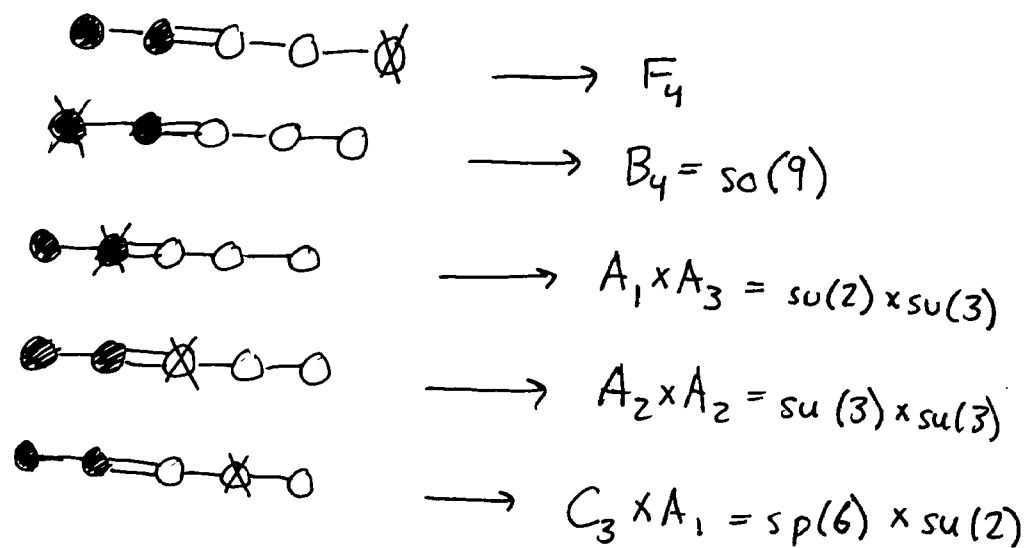 → F₄
→ B₄ = so(9)
→ A₁ × A₃ = su(2) × su(3)
→ A₂ × A₂ = su(3) × su(3)
→ C₃ × A₁ = sp(6) × su(2)